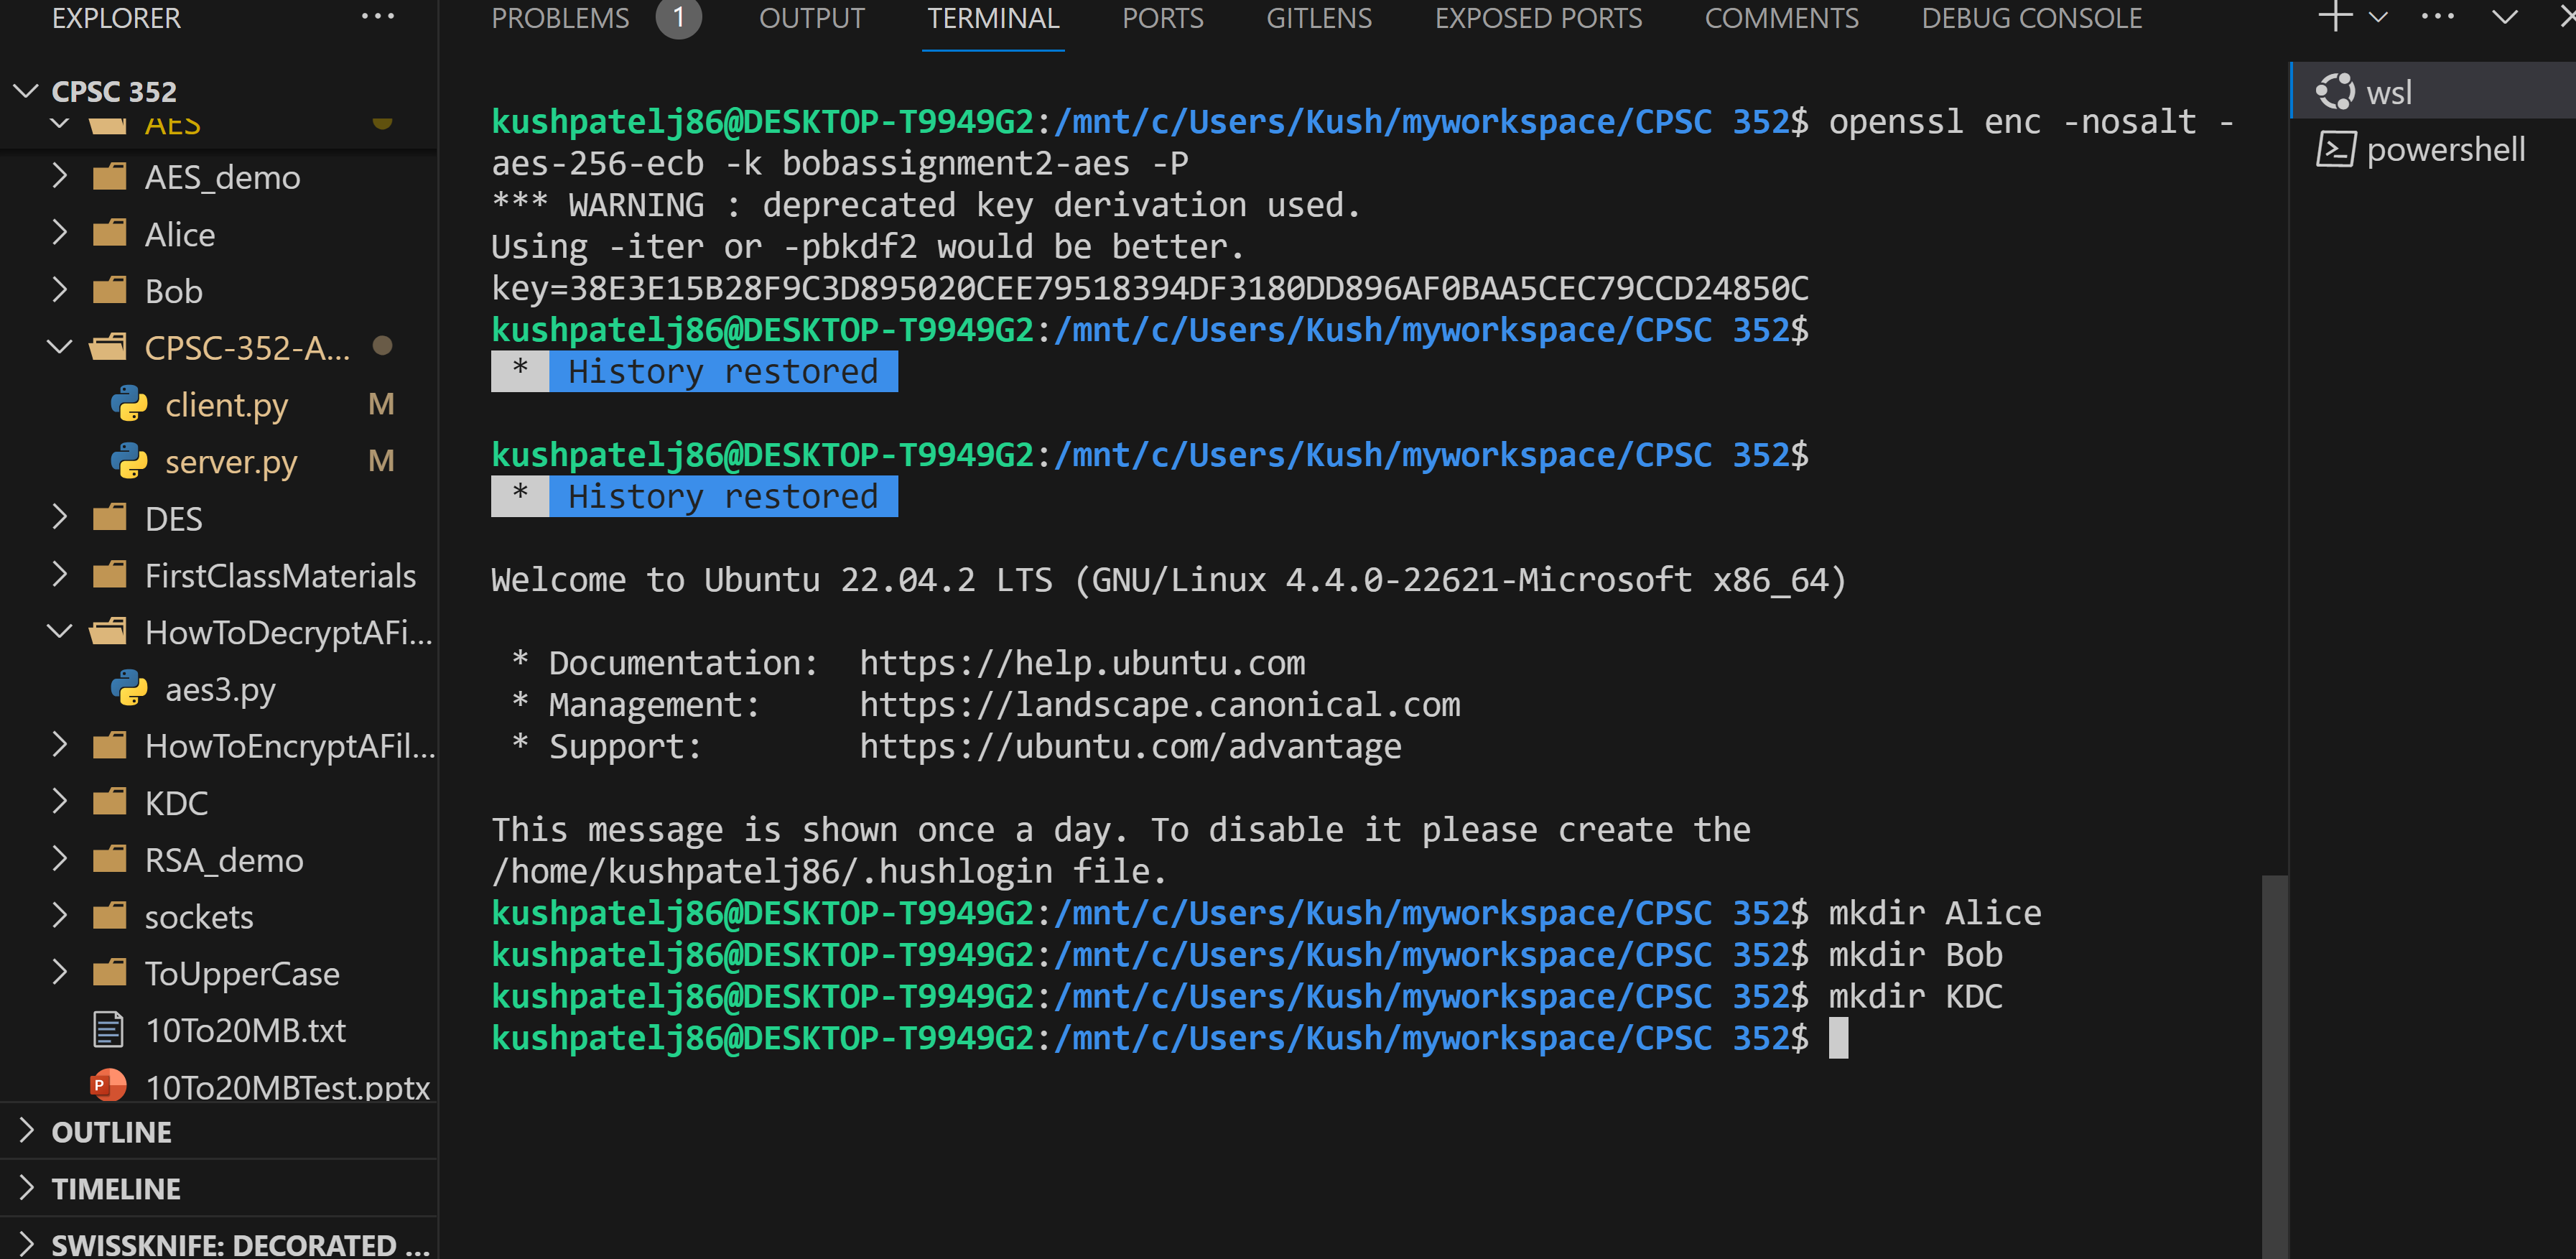 EXPLORER
PROBLEMS 1 OUTPUT TERMINAL PORTS GITLENS EXPOSED PORTS COMMENTS DEBUG CONSOLE
CPSC 352
AES
AES_demo
Alice
Bob
CPSC-352-A...
client.py M
server.py M
DES
FirstClassMaterials
HowToDecryptAFi...
aes3.py
HowToEncryptAFil...
KDC
RSA_demo
sockets
ToUpperCase
10To20MB.txt
10To20MBTest.pptx
OUTLINE
TIMELINE
SWISSKNIFE: DECORATED ...
kushpatelj86@DESKTOP-T9949G2:/mnt/c/Users/Kush/myworkspace/CPSC 352$ openssl enc -nosalt -
aes-256-ecb -k bobassignment2-aes -P
*** WARNING : deprecated key derivation used.
Using -iter or -pbkdf2 would be better.
key=38E3E15B28F9C3D895020CEE79518394DF3180DD896AF0BAA5CEC79CCD24850C
kushpatelj86@DESKTOP-T9949G2:/mnt/c/Users/Kush/myworkspace/CPSC 352$
* History restored
kushpatelj86@DESKTOP-T9949G2:/mnt/c/Users/Kush/myworkspace/CPSC 352$
* History restored
Welcome to Ubuntu 22.04.2 LTS (GNU/Linux 4.4.0-22621-Microsoft x86_64)
* Documentation: https://help.ubuntu.com
* Management: https://landscape.canonical.com
* Support: https://ubuntu.com/advantage
This message is shown once a day. To disable it please create the
/home/kushpatelj86/.hushlogin file.
kushpatelj86@DESKTOP-T9949G2:/mnt/c/Users/Kush/myworkspace/CPSC 352$ mkdir Alice
kushpatelj86@DESKTOP-T9949G2:/mnt/c/Users/Kush/myworkspace/CPSC 352$ mkdir Bob
kushpatelj86@DESKTOP-T9949G2:/mnt/c/Users/Kush/myworkspace/CPSC 352$ mkdir KDC
kushpatelj86@DESKTOP-T9949G2:/mnt/c/Users/Kush/myworkspace/CPSC 352$
wsl
powershell